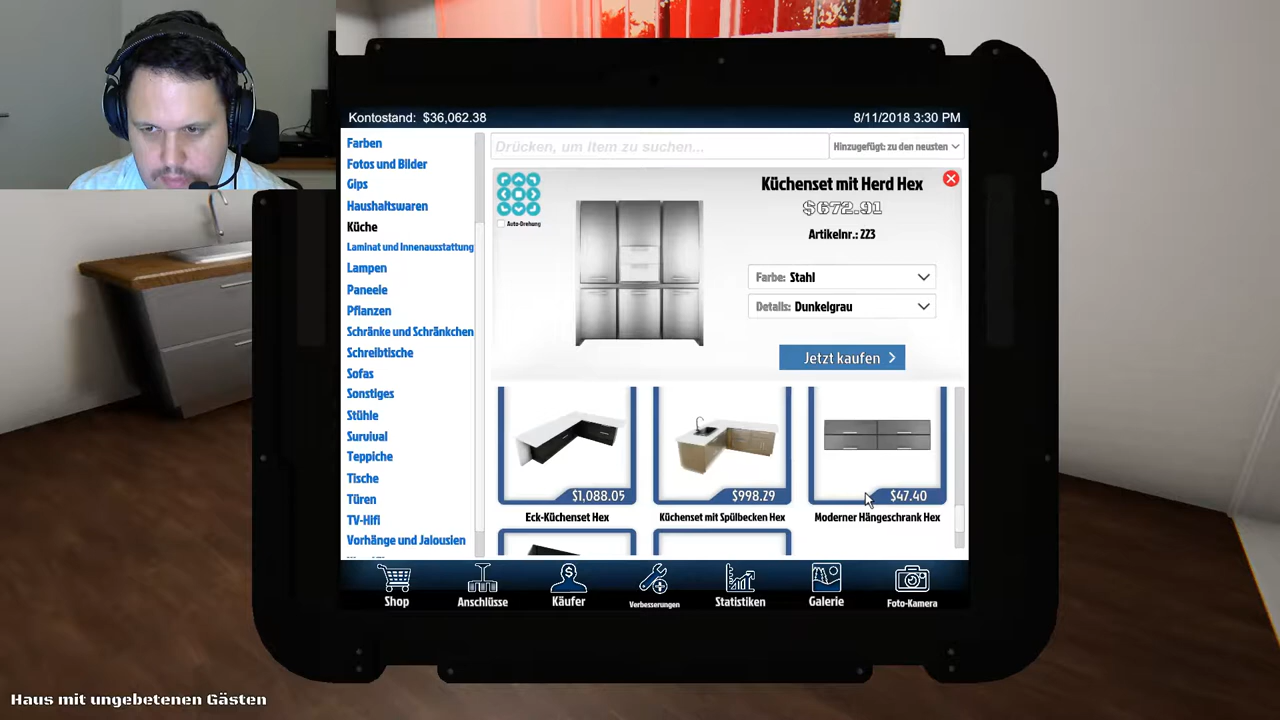 Kontostand: $36,062.38
8/11/2018 3:30 PM
Farben
Fotos und Bilder
Gips
Haushaltswaren
Küche
Laminat und Innenausstattung
Lampen
Paneele
Pflanzen
Schränke und Schränkchen
Schreibtische
Sofas
Sonstiges
Stühle
Survival
Teppiche
Tische
Türen
TV-Hifi
Vorhänge und Jalousien
Drücken, um Item zu suchen...
Hinzugefügt: zu den neusten
Auto-Drehung
Küchenset mit Herd Hex
$672.91
Artikelnr.: 2Z3
Farbe: Stahl
Details: Dunkelgrau
Jetzt kaufen
$1,088.05
$998.29
$47.40
Eck-Küchenset Hex
Küchenset mit Spülbecken Hex
Moderner Hängeschrank Hex
Shop
Anschlüsse
Käufer
Verbesserungen
Statistiken
Galerie
Foto-Kamera
Haus mit ungebetenen Gästen